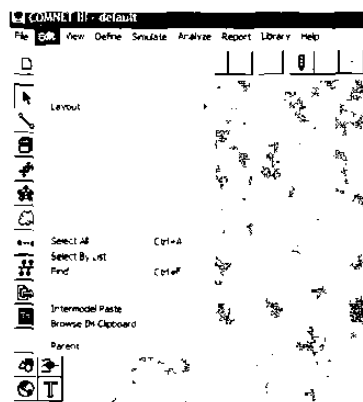 COMNET III - default
File Edit View Define Simulate Analyze Report Library Help
Layout
Select All Ctrl+A
Select By List
Find Ctrl+F
Intermodel Paste
Browse IM Clipboard
Parent
T